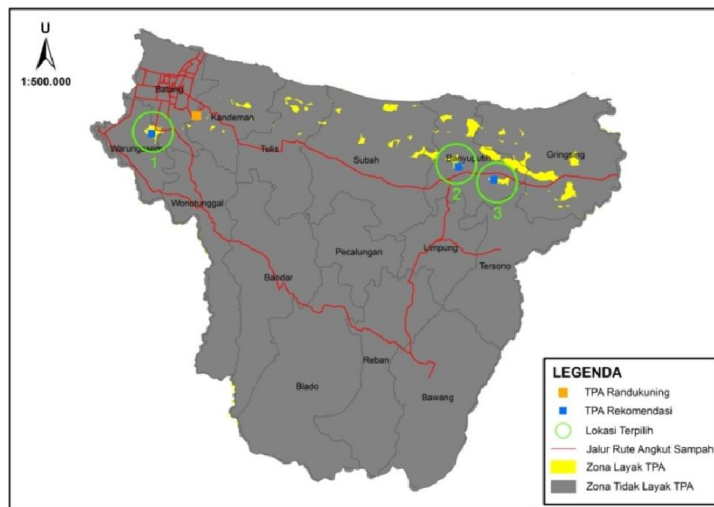 U
1:500.000
Batang
Kandeman
Warungasem
1
Tulis
Subah
Banyuputih
Gringsing
2
3
Wonotunggal
Pecalungan
Limpung
Tersono
Bandar
Reban
Blado
Bawang
LEGENDA
TPA Randukuning
TPA Rekomendasi
Lokasi Terpilih
Jalur Rute Angkut Sampah
Zona Layak TPA
Zona Tidak Layak TPA